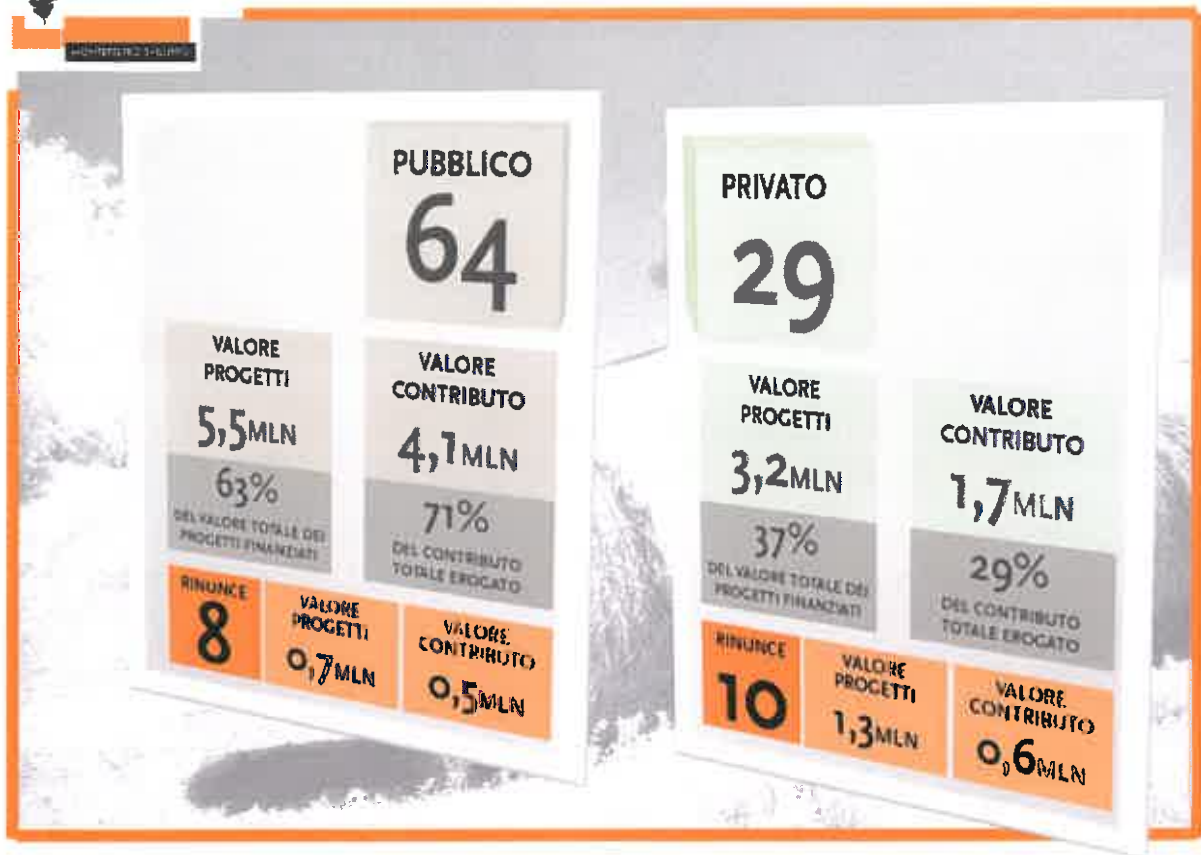 PUBBLICO
64
VALORE
PROGETTI
5,5MLN
63%
DEL VALORE TOTALE DEI
PROGETTI FINANZIATI
VALORE
CONTRIBUTO
4,1MLN
71%
DEL CONTRIBUTO
TOTALE EROGATO
RINUNCE
8
VALORE
PROGETTI
0,7MLN
VALORE
CONTRIBUTO
0,5MLN
PRIVATO
29
VALORE
PROGETTI
3,2MLN
37%
DEL VALORE TOTALE DEI
PROGETTI FINANZIATI
VALORE
CONTRIBUTO
1,7MLN
29%
DEL CONTRIBUTO
TOTALE EROGATO
RINUNCE
10
VALORE
PROGETTI
1,3MLN
VALORE
CONTRIBUTO
0,6MLN